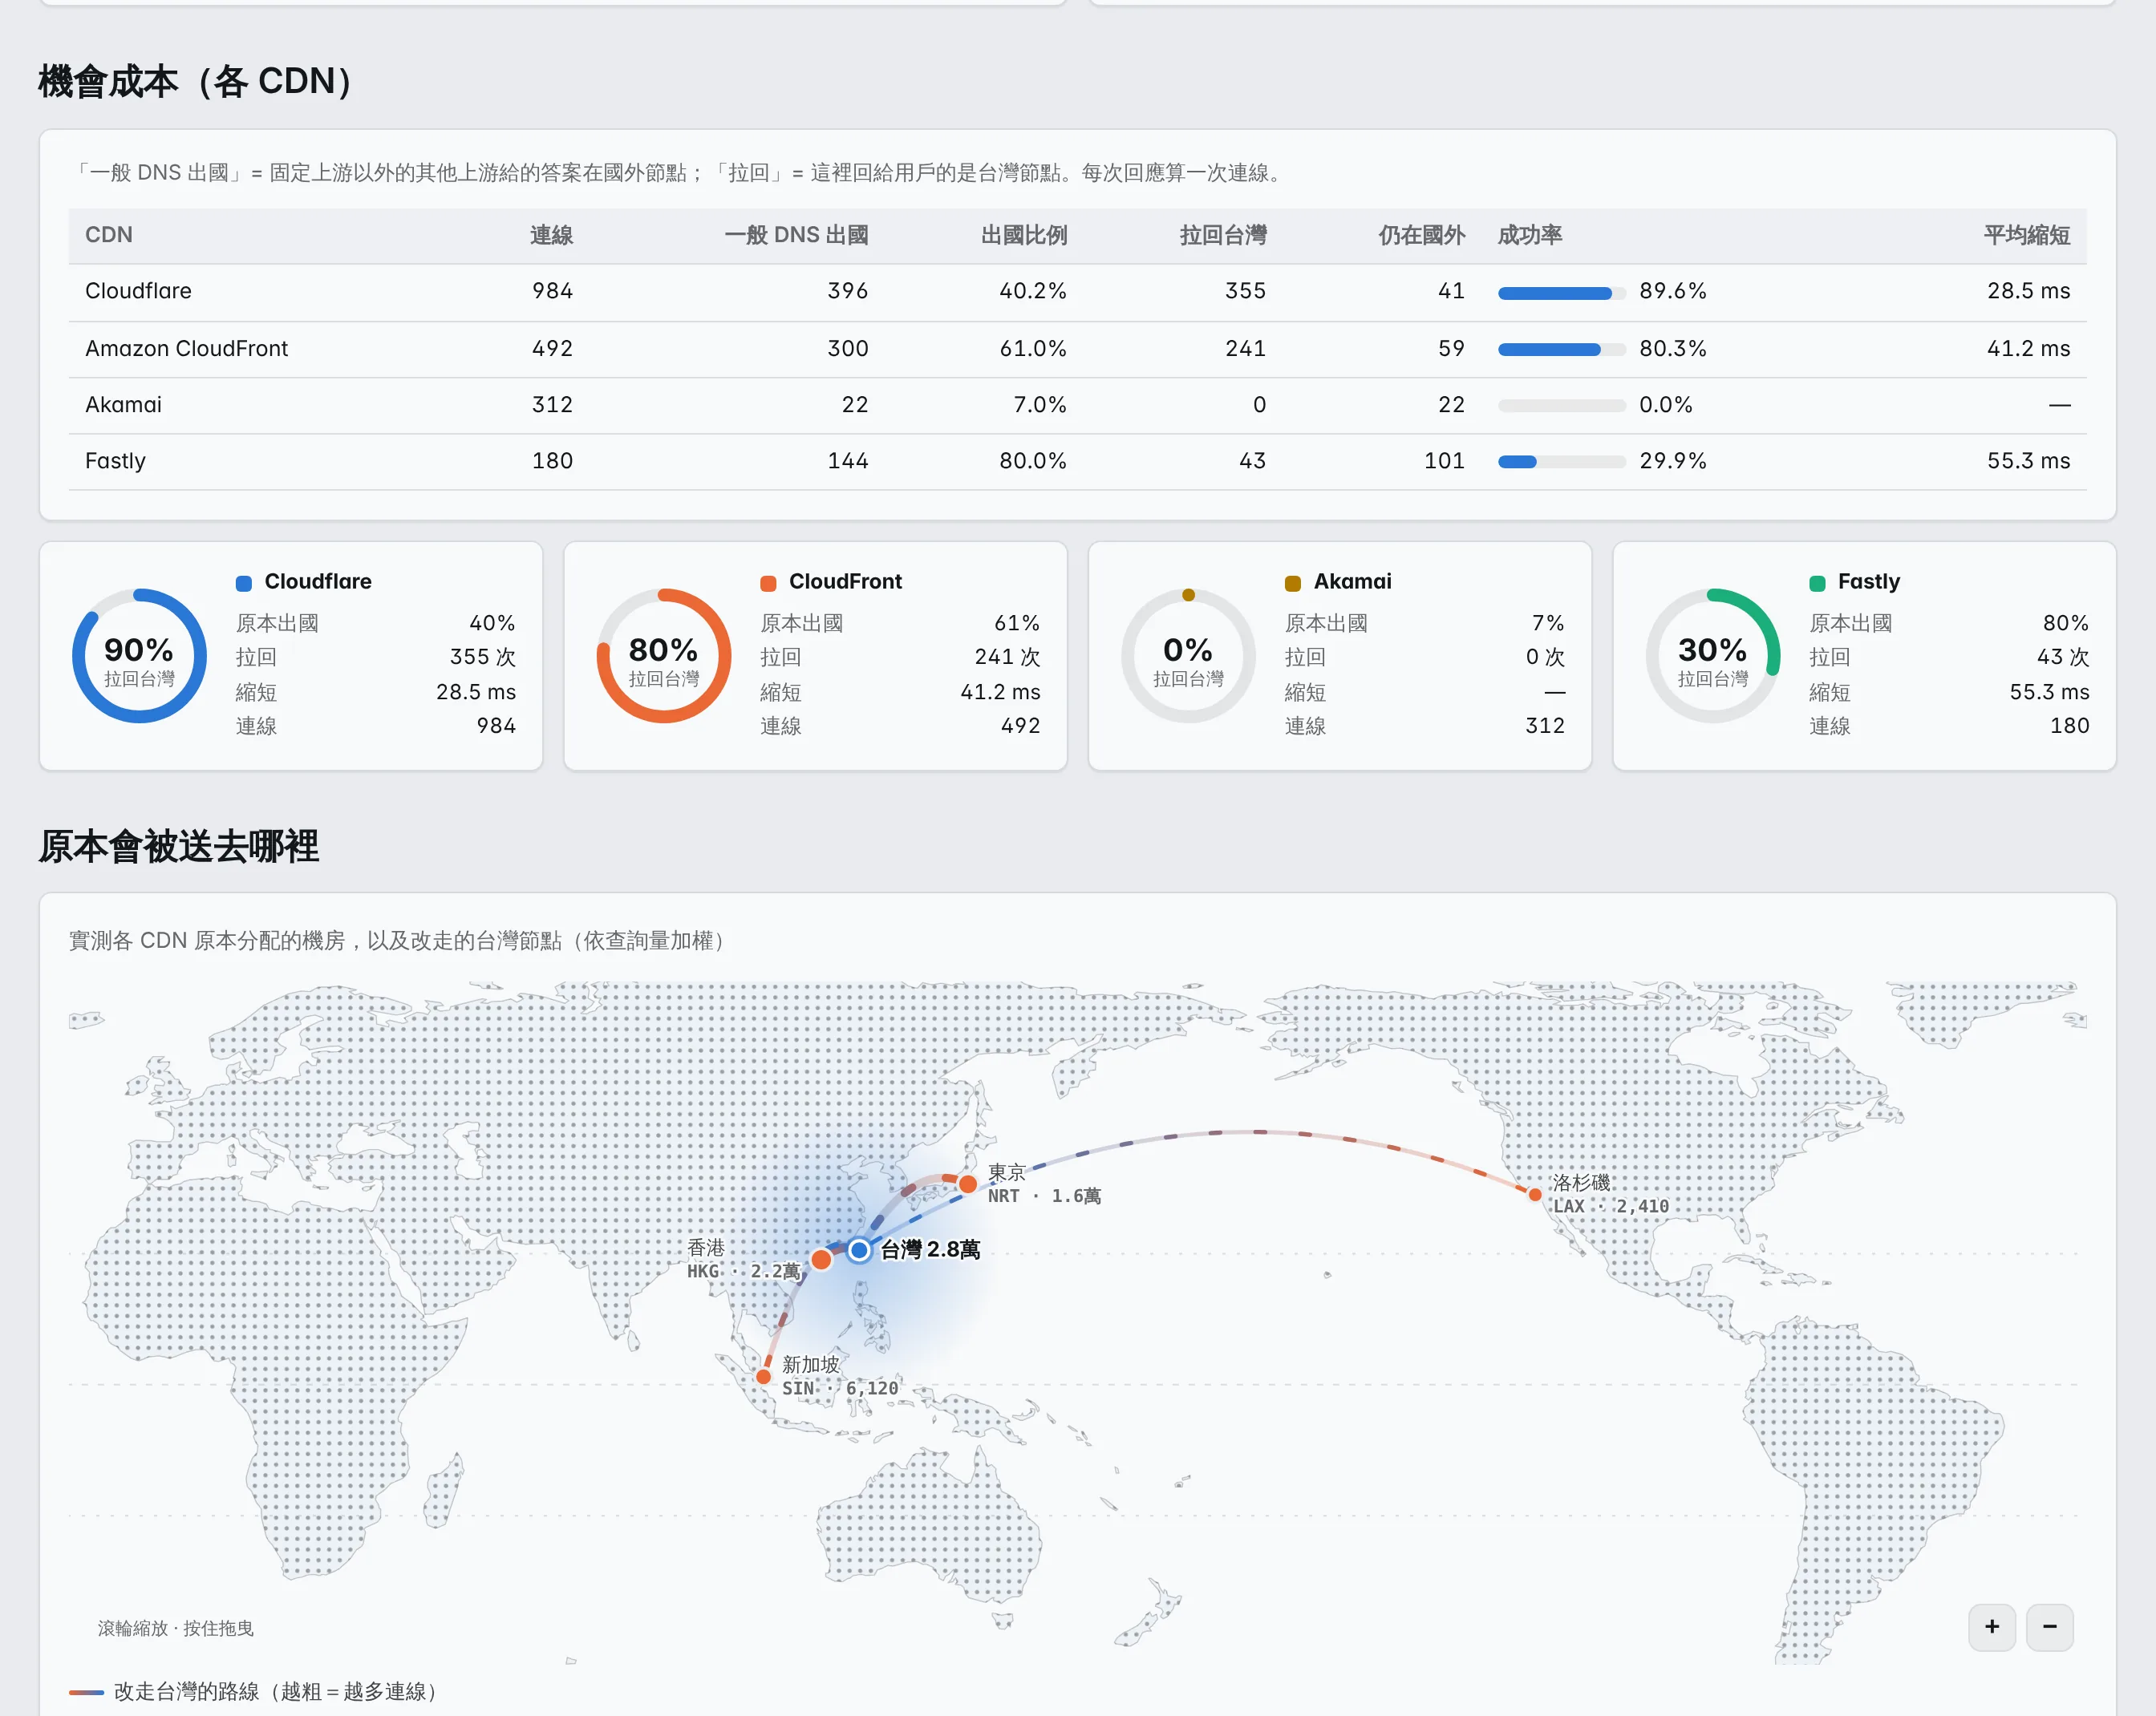 機會成本（各 CDN）
「一般 DNS 出國」= 固定上游以外的其他上游給的答案在國外節點；「拉回」= 這裡回給用戶的是台灣節點。每次回應算一次連線。
CDN 連線 一般 DNS 出國 出國比例 拉回台灣 仍在國外 成功率 平均縮短
Cloudflare 984 396 40.2% 355 41 89.6% 28.5 ms
Amazon CloudFront 492 300 61.0% 241 59 80.3% 41.2 ms
Akamai 312 22 7.0% 0 22 0.0% —
Fastly 180 144 80.0% 43 101 29.9% 55.3 ms
90%
拉回台灣
Cloudflare
原本出國 40%
拉回 355 次
縮短 28.5 ms
連線 984
80%
拉回台灣
CloudFront
原本出國 61%
拉回 241 次
縮短 41.2 ms
連線 492
0%
拉回台灣
Akamai
原本出國 7%
拉回 0 次
縮短 —
連線 312
30%
拉回台灣
Fastly
原本出國 80%
拉回 43 次
縮短 55.3 ms
連線 180
原本會被送去哪裡
實測各 CDN 原本分配的機房，以及改走的台灣節點（依查詢量加權）
東京
NRT · 1.6萬
洛杉磯
LAX · 2,410
香港
HKG · 2.2萬
台灣 2.8萬
新加坡
SIN · 6,120
滾輪縮放 · 按住拖曳
+ −
改走台灣的路線（越粗＝越多連線）